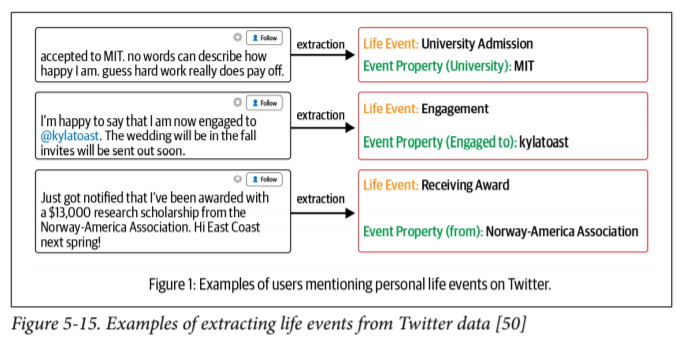 Follow
accepted to MIT. no words can describe how
happy I am. guess hard work really does pay off.
extraction
Life Event: University Admission
Event Property (University): MIT
Follow
I'm happy to say that I am now engaged to
@kylatoast. The wedding will be in the fall
invites will be sent out soon.
extraction
Life Event: Engagement
Event Property (Engaged to): kylatoast
Follow
Just got notified that I've been awarded with
a $13,000 research scholarship from the
Norway-America Association. Hi East Coast
next spring!
extraction
Life Event: Receiving Award
Event Property (from): Norway-America Association
Figure 1: Examples of users mentioning personal life events on Twitter.
Figure 5-15. Examples of extracting life events from Twitter data [50]